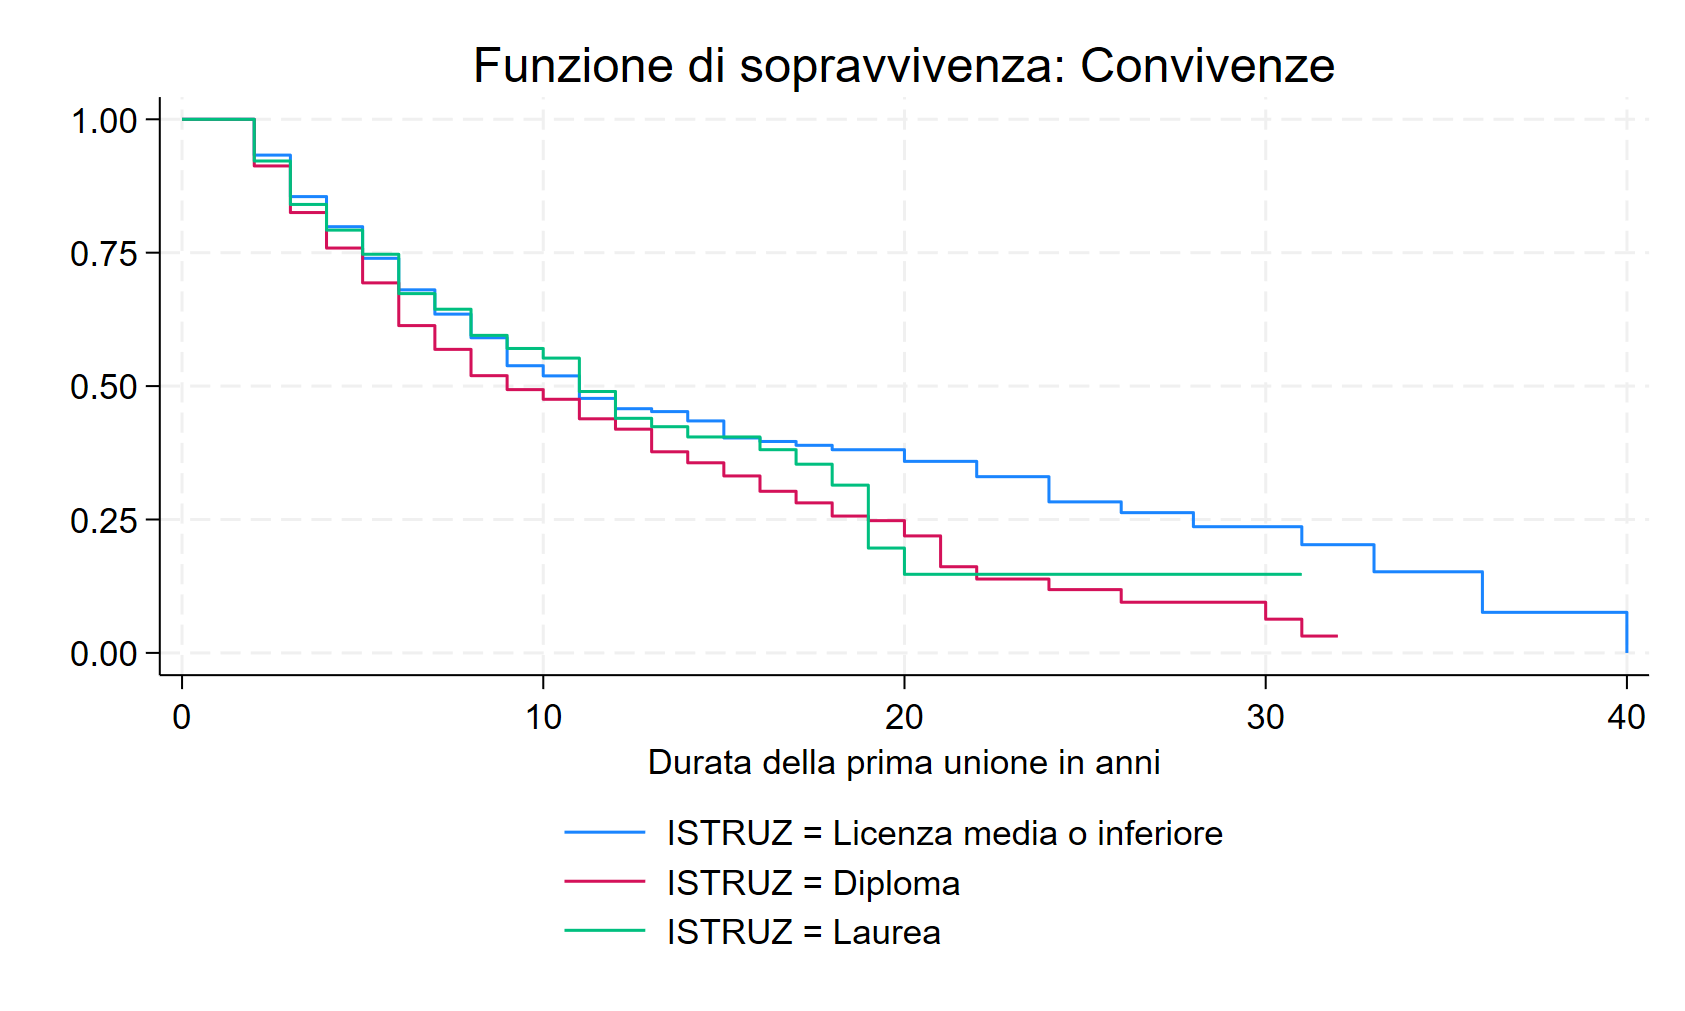 Funzione di sopravvivenza: Convivenze
1.00
0.75
0.50
0.25
0.00
0 10 20 30 40
Durata della prima unione in anni
ISTRUZ = Licenza media o inferiore
ISTRUZ = Diploma
ISTRUZ = Laurea